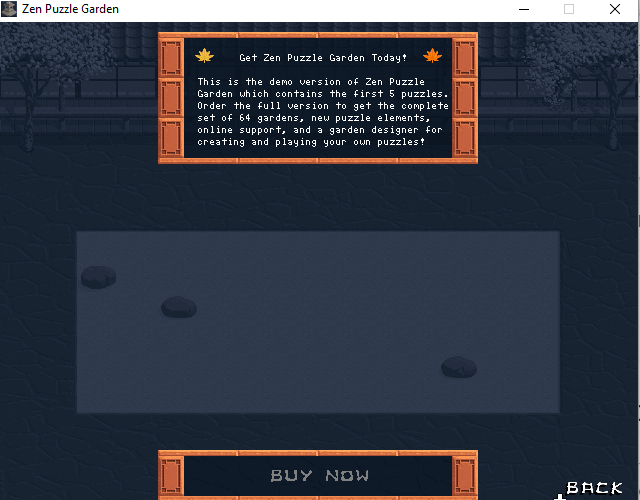 Zen Puzzle Garden
Get Zen Puzzle Garden Today!
This is the demo version of Zen Puzzle
Garden which contains the first 5 puzzles.
Order the full version to get the complete
set of 64 gardens, new puzzle elements,
online support, and a garden designer for
creating and playing your own puzzles!
BUY NOW
BACK